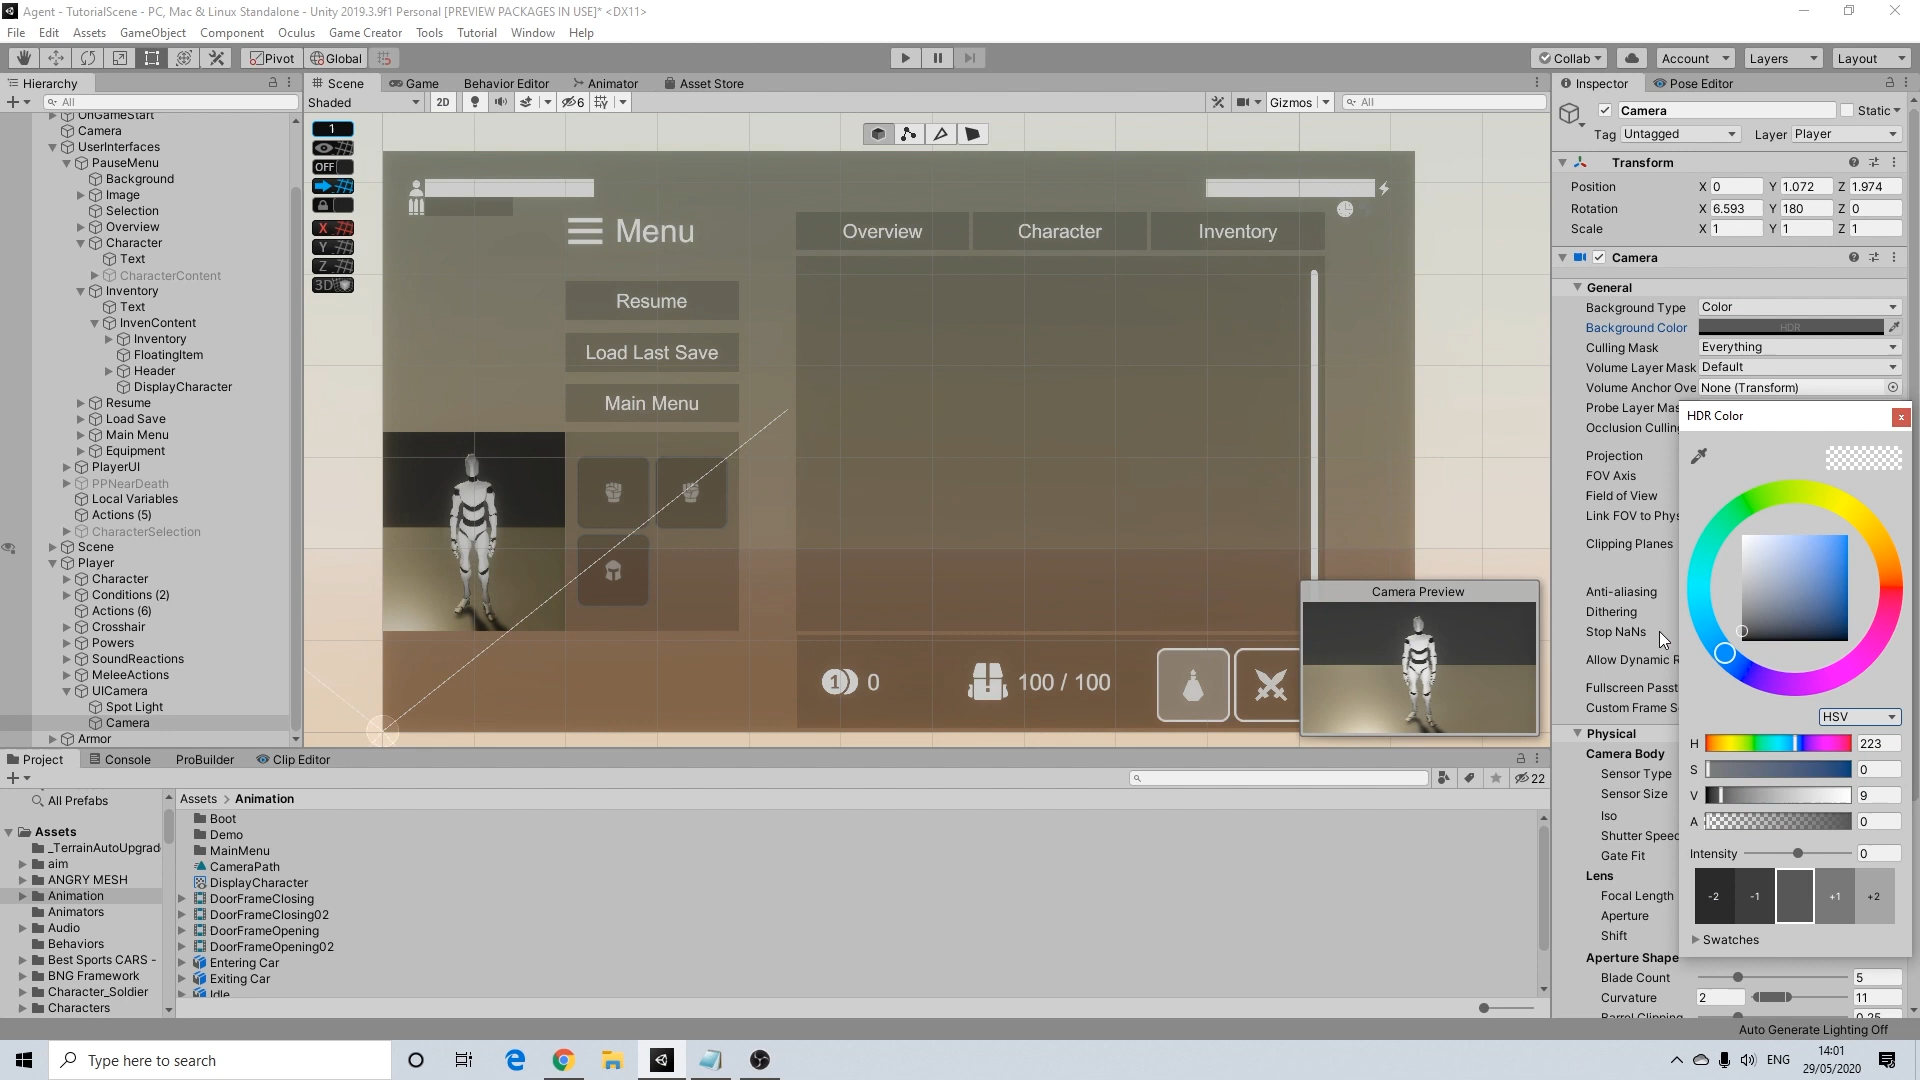 Agent - TutorialScene - PC, Mac & Linux Standalone - Unity 2019.3.9f1 Personal [PREVIEW PACKAGES IN USE]* <DX11>
File Edit Assets GameObject Component Oculus Game Creator Tools Tutorial Window Help
Pivot Global Collab Account Layers Layout
Hierarchy
All
OnGameStart
Camera
UserInterfaces
PauseMenu
Background
Image
Selection
Overview
Character
Text
CharacterContent
Inventory
Text
InvenContent
Inventory
FloatingItem
Header
DisplayCharacter
Resume
Load Save
Main Menu
Equipment
PlayerUI
PPNearDeath
Local Variables
Actions (5)
CharacterSelection
Scene
Player
Character
Conditions (2)
Actions (6)
Crosshair
Powers
SoundReactions
MeleeActions
UICamera
Spot Light
Camera
Armor
Scene Game Behavior Editor Animator Asset Store
Shaded 2D 6 Gizmos All
1
OFF
X
Y
Z
3D
Menu
Resume
Load Last Save
Main Menu
Overview Character Inventory
1 0 100 / 100
Camera Preview
Inspector Pose Editor
Camera Static
Tag Untagged Layer Player
Transform
Position X 0 Y 1.072 Z 1.974
Rotation X 6.593 Y 180 Z 0
Scale X 1 Y 1 Z 1
Camera
General
Background Type Color
Background Color HDR
Culling Mask Everything
Volume Layer Mask Default
Volume Anchor Ove None (Transform)
Probe Layer Mas
Occlusion Culling
Projection
FOV Axis
Field of View
Link FOV to Phys
Clipping Planes
Anti-aliasing
Dithering
Stop NaNs
Allow Dynamic R
Fullscreen Passt
Custom Frame S
Physical
Camera Body
Sensor Type
Sensor Size
Iso
Shutter Speed
Gate Fit
Lens
Focal Length
Aperture
Shift
Aperture Shape
Blade Count 5
Curvature 2 11
Barrel Clipping 0.25
HDR Color
x
HSV
H 223
S 0
V 9
A 0
Intensity 0
-2 -1 +1 +2
Swatches
Project Console ProBuilder Clip Editor
22
All Prefabs
Assets
_TerrainAutoUpgrad
aim
ANGRY MESH
Animation
Animators
Audio
Behaviors
Best Sports CARS -
BNG Framework
Character_Soldier
Characters
Assets > Animation
Boot
Demo
MainMenu
CameraPath
DisplayCharacter
DoorFrameClosing
DoorFrameClosing02
DoorFrameOpening
DoorFrameOpening02
Entering Car
Exiting Car
Idle
Auto Generate Lighting Off
Type here to search
ENG
14:01
29/05/2020